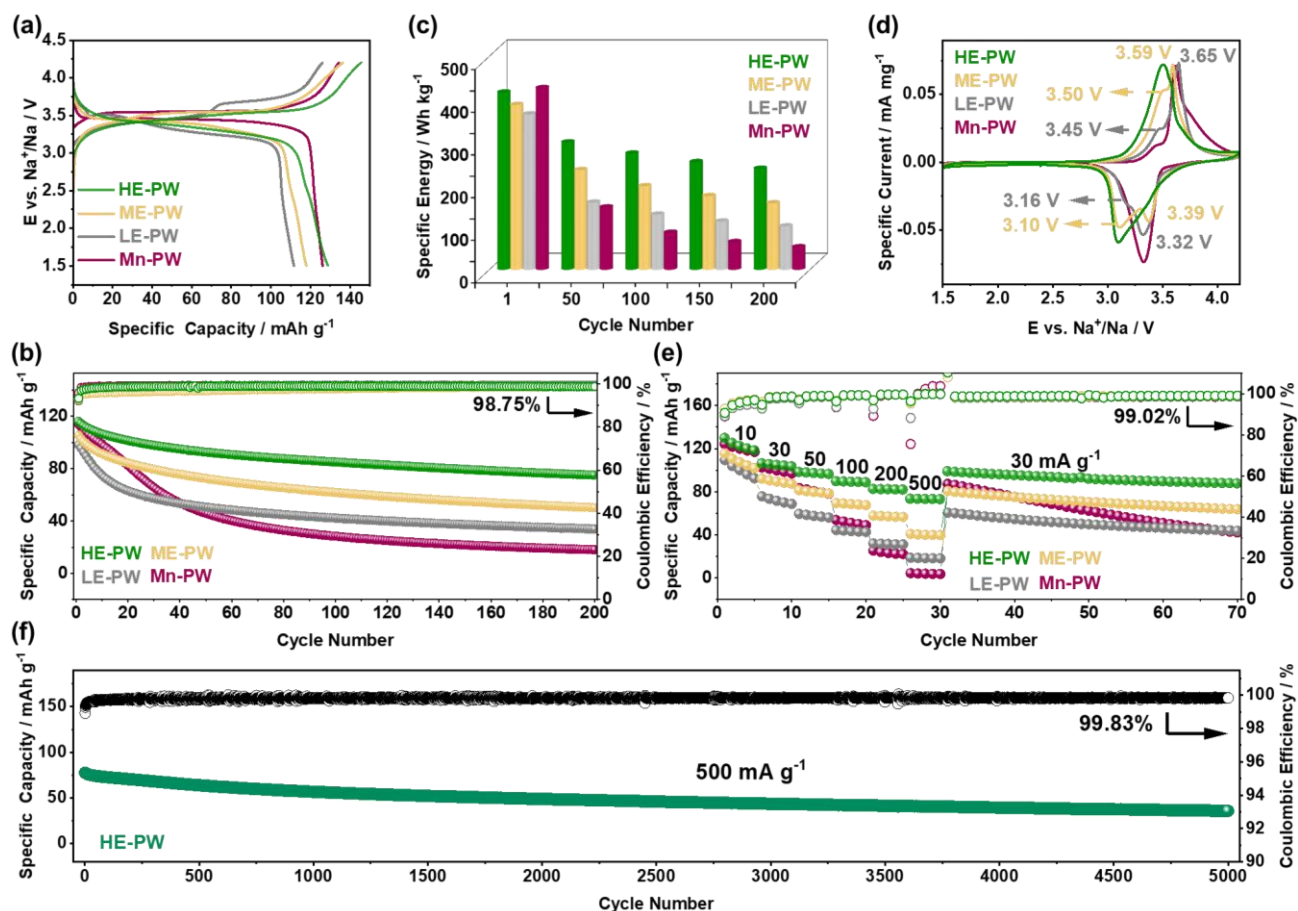 (a)
4.5
4.0
3.5
3.0
2.5
2.0
1.5
E vs. Na⁺/Na / V
HE-PW
ME-PW
LE-PW
Mn-PW
0 20 40 60 80 100 120 140
Specific Capacity / mAh g⁻¹
(c)
500
400
300
200
100
0
Specific Energy / Wh kg⁻¹
HE-PW
ME-PW
LE-PW
Mn-PW
1 50 100 150 200
Cycle Number
(d)
0.05
0.00
-0.05
Specific Current / mA mg⁻¹
HE-PW
ME-PW
LE-PW
Mn-PW
3.59 V
3.65 V
3.50 V
3.45 V
3.16 V
3.10 V
3.39 V
3.32 V
1.5 2.0 2.5 3.0 3.5 4.0
E vs. Na⁺/Na / V
(b)
160
120
80
40
0
Specific Capacity / mAh g⁻¹
98.75%
HE-PW ME-PW
LE-PW Mn-PW
100
80
60
40
20
0
Coulombic Efficiency / %
0 20 40 60 80 100 120 140 160 180 200
Cycle Number
(e)
160
120
80
40
0
Specific Capacity / mAh g⁻¹
99.02%
10 30 50 100 200 500 30 mA g⁻¹
HE-PW ME-PW
LE-PW Mn-PW
100
80
60
40
20
0
Coulombic Efficiency / %
0 10 20 30 40 50 60 70
Cycle Number
(f)
150
100
50
0
Specific Capacity / mAh g⁻¹
99.83%
500 mA g⁻¹
HE-PW
100
98
96
94
92
90
Coulombic Efficiency / %
0 500 1000 1500 2000 2500 3000 3500 4000 4500 5000
Cycle Number